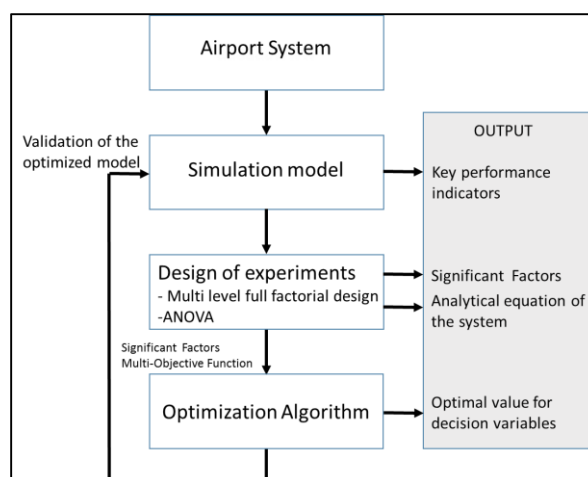 Airport System
Validation of the
optimized model
Simulation model
OUTPUT
Key performance
indicators
Design of experiments
- Multi level full factorial design
-ANOVA
Significant Factors
Analytical equation of
the system
Significant Factors
Multi-Objective Function
Optimization Algorithm
Optimal value for
decision variables